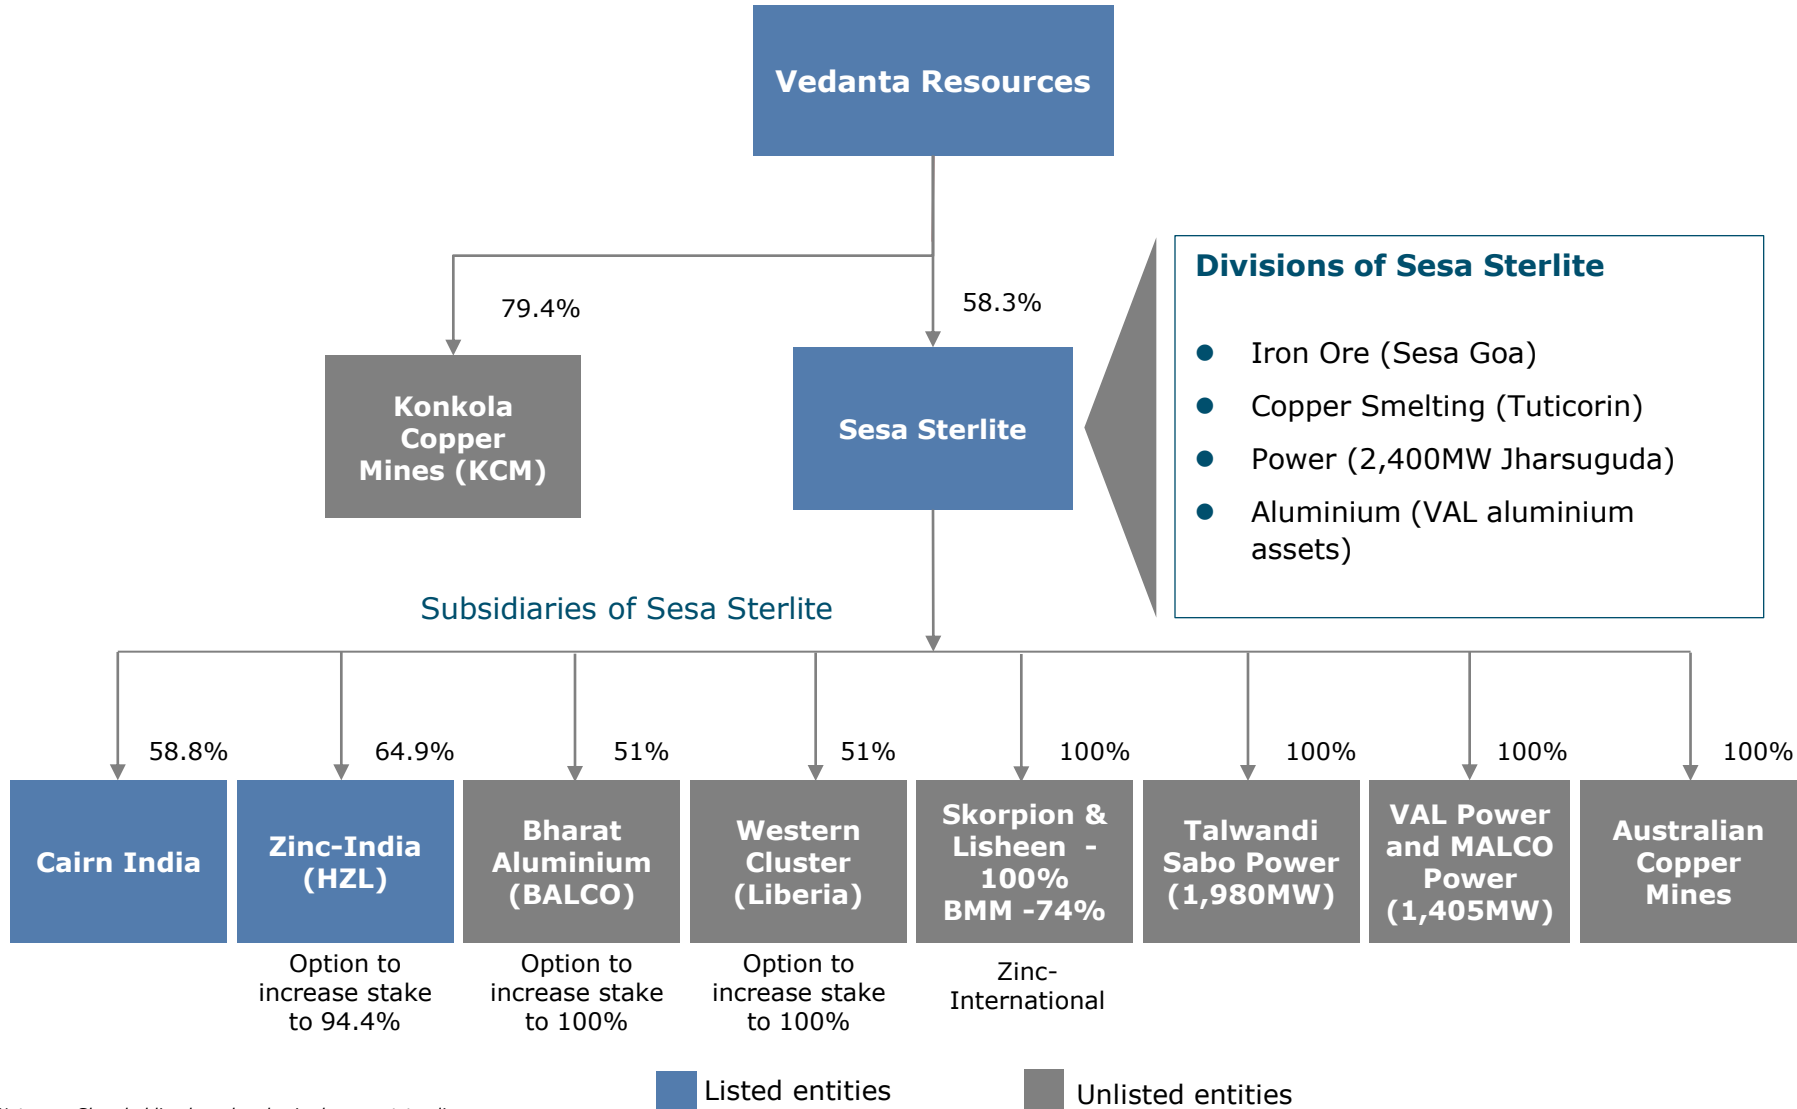 Vedanta Resources
79.4%
58.3%
Konkola
Copper
Mines (KCM)
Sesa Sterlite
Divisions of Sesa Sterlite
● Iron Ore (Sesa Goa)
● Copper Smelting (Tuticorin)
● Power (2,400MW Jharsuguda)
● Aluminium (VAL aluminium
assets)
Subsidiaries of Sesa Sterlite
58.8%
64.9%
51%
51%
100%
100%
100%
100%
Cairn India
Zinc-India
(HZL)
Bharat
Aluminium
(BALCO)
Western
Cluster
(Liberia)
Skorpion &
Lisheen -
100%
BMM -74%
Talwandi
Sabo Power
(1,980MW)
VAL Power
and MALCO
Power
(1,405MW)
Australian
Copper
Mines
Option to
increase stake
to 94.4%
Option to
increase stake
to 100%
Option to
increase stake
to 100%
Zinc-
International
Listed entities
Unlisted entities